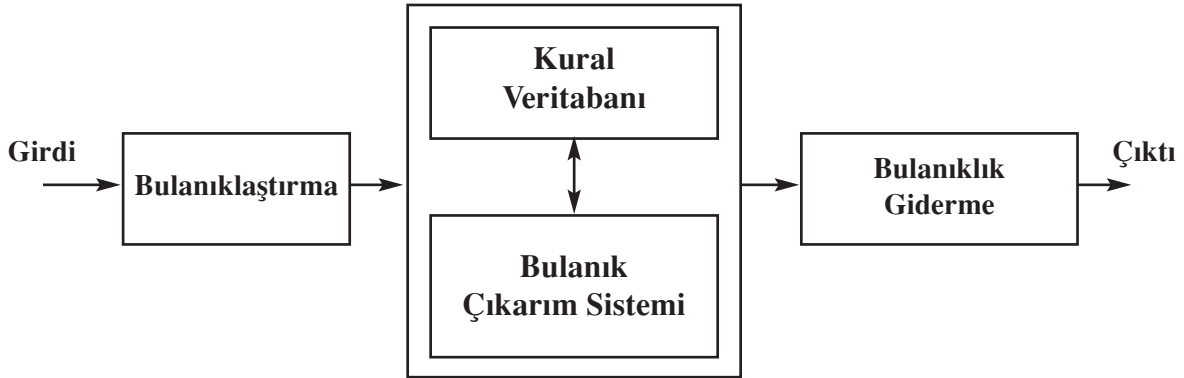 Girdi
Bulanıklaştırma
Kural
Veritabanı
Bulanık
Çıkarım Sistemi
Bulanıklık
Giderme
Çıktı